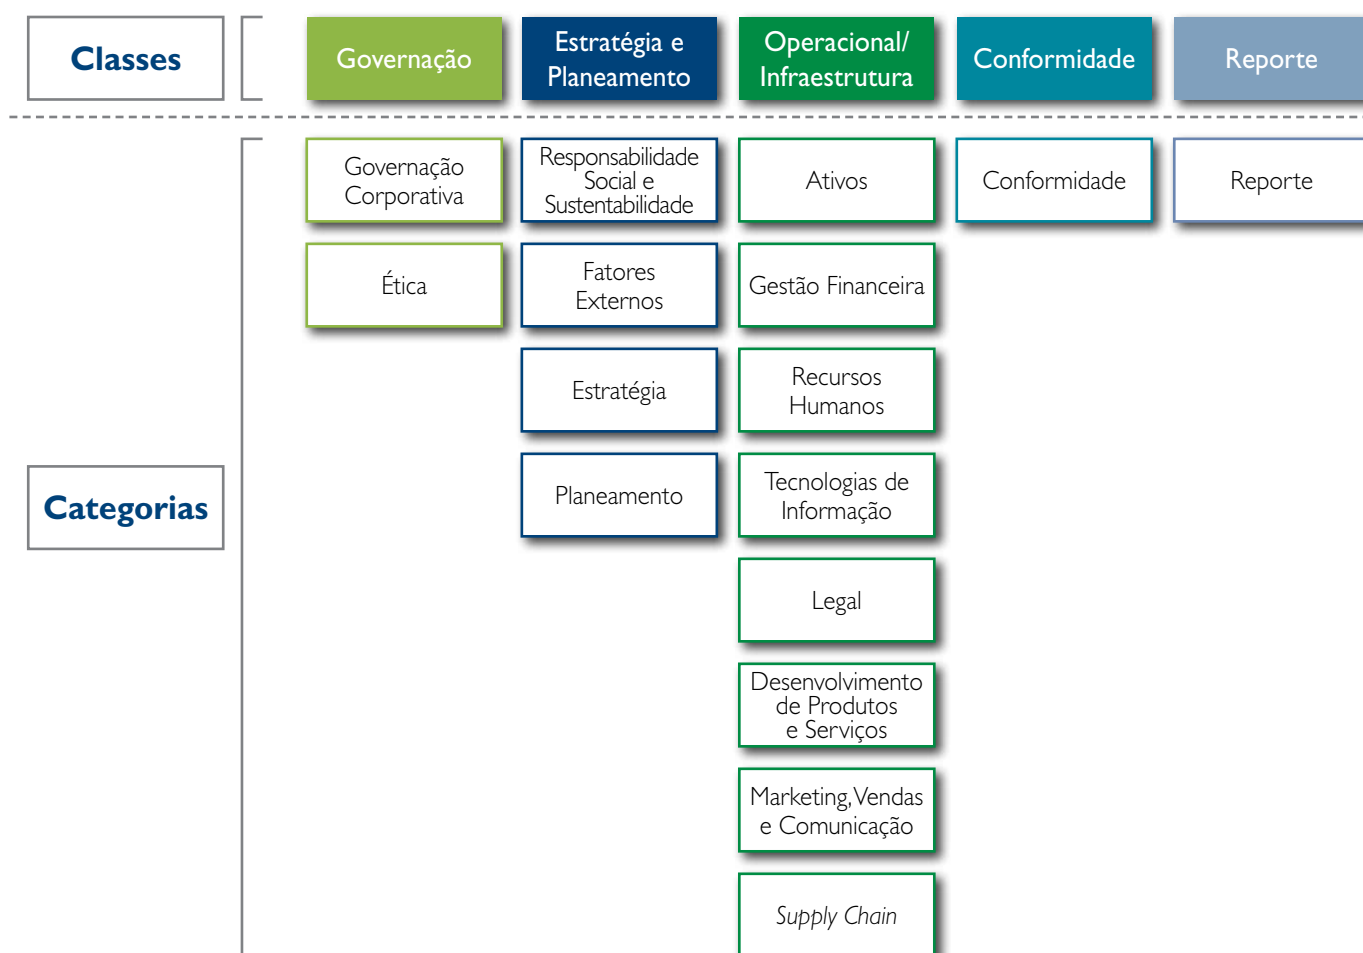 Classes
Governação
Estratégia e
Planeamento
Operacional/
Infraestrutura
Conformidade
Reporte
Categorias
Governação
Corporativa
Responsabilidade
Social e
Sustentabilidade
Ativos
Conformidade
Reporte
Ética
Fatores
Externos
Gestão Financeira
Estratégia
Recursos
Humanos
Planeamento
Tecnologias de
Informação
Legal
Desenvolvimento
de Produtos
e Serviços
Marketing, Vendas
e Comunicação
Supply Chain